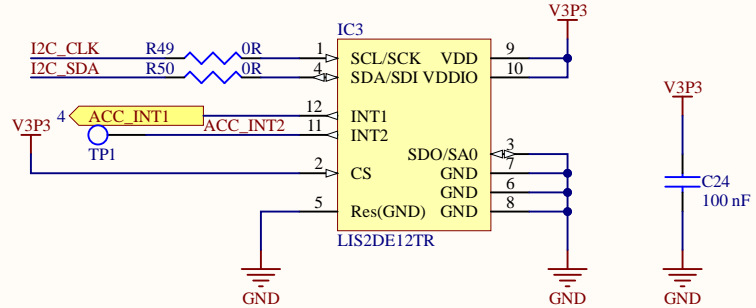 IC3
V3P3
I2C_CLK R49 0R 1 SCL/SCK VDD 9
I2C_SDA R50 0R 4 SDA/SDI VDDIO 10
V3P3
4 ACC_INT1 12 INT1
V3P3 ACC_INT2 11 INT2
TP1
SDO/SA0 3
2 CS GND 7
GND 6
5 Res(GND) GND 8
C24
100 nF
LIS2DE12TR
GND
GND
GND